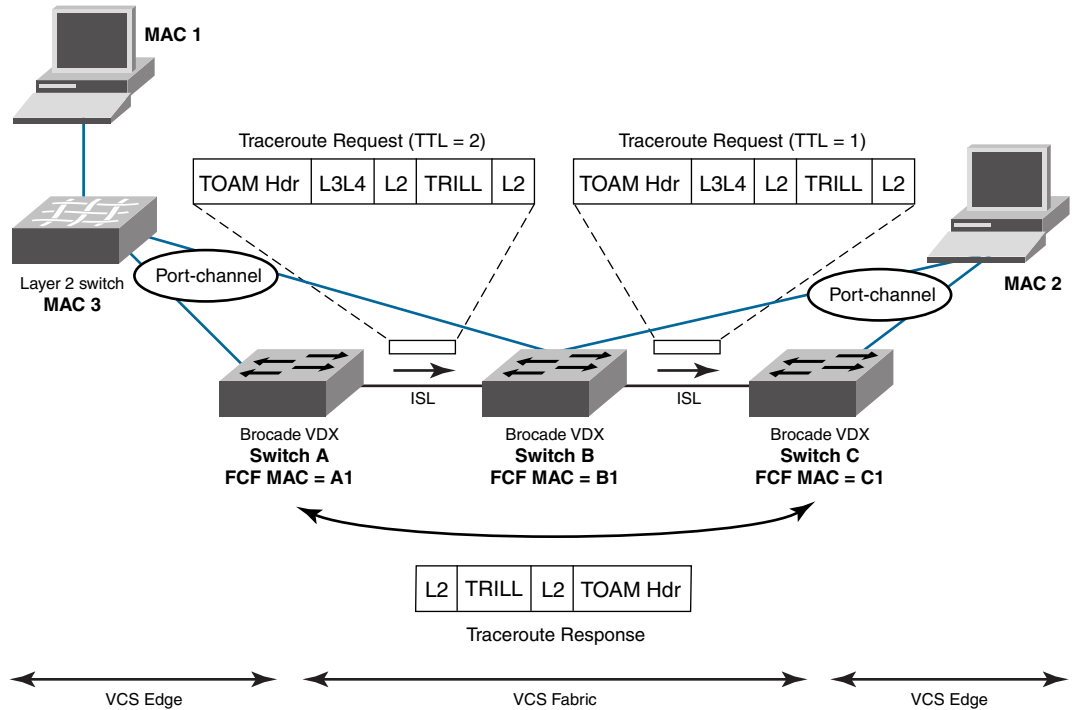 MAC 1
Traceroute Request (TTL = 2)
TOAM Hdr L3L4 L2 TRILL L2
Traceroute Request (TTL = 1)
TOAM Hdr L3L4 L2 TRILL L2
Layer 2 switch
MAC 3
Port-channel
Port-channel
MAC 2
ISL
ISL
Brocade VDX
Switch A
FCF MAC = A1
Brocade VDX
Switch B
FCF MAC = B1
Brocade VDX
Switch C
FCF MAC = C1
L2 TRILL L2 TOAM Hdr
Traceroute Response
VCS Edge
VCS Fabric
VCS Edge